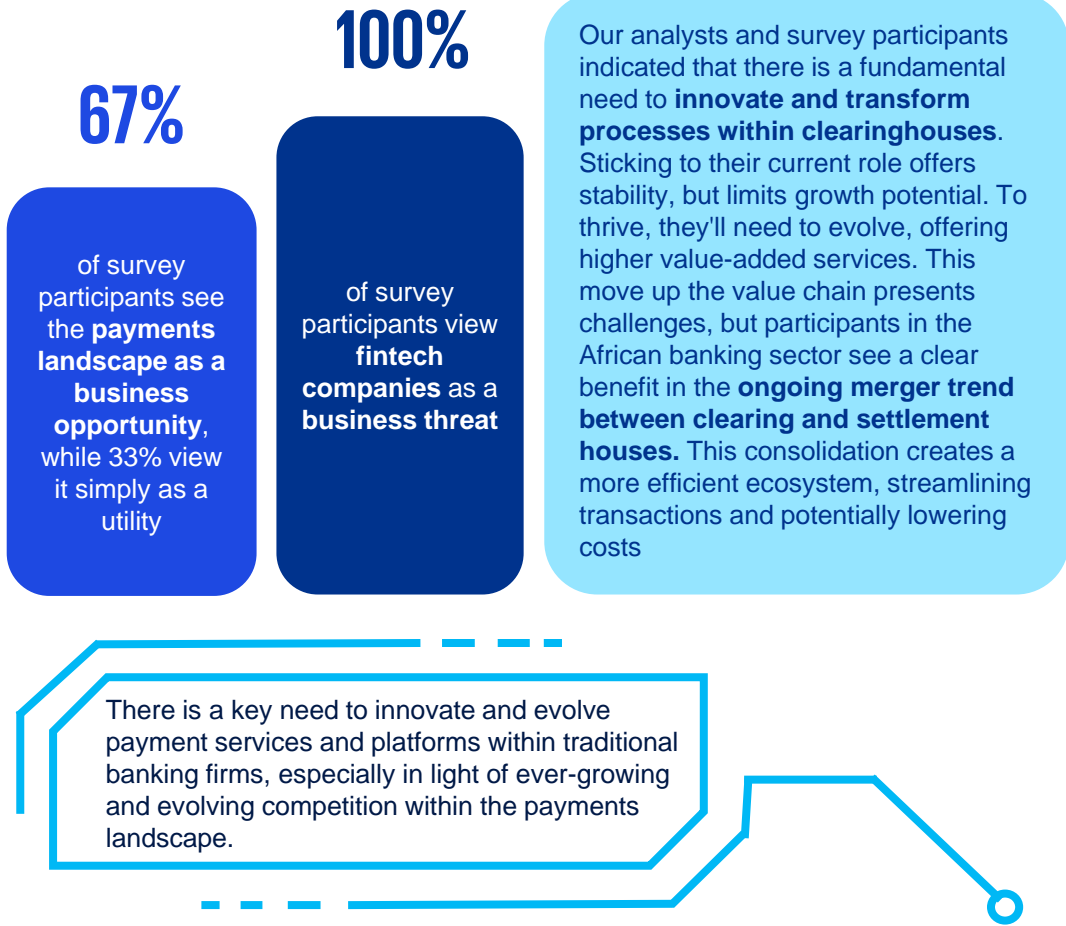 67%
of survey
participants see
the payments
landscape as a
business
opportunity,
while 33% view
it simply as a
utility
100%
of survey
participants view
fintech
companies as a
business threat
Our analysts and survey participants
indicated that there is a fundamental
need to innovate and transform
processes within clearinghouses.
Sticking to their current role offers
stability, but limits growth potential. To
thrive, they'll need to evolve, offering
higher value-added services. This
move up the value chain presents
challenges, but participants in the
African banking sector see a clear
benefit in the ongoing merger trend
between clearing and settlement
houses. This consolidation creates a
more efficient ecosystem, streamlining
transactions and potentially lowering
costs
There is a key need to innovate and evolve
payment services and platforms within traditional
banking firms, especially in light of ever-growing
and evolving competition within the payments
landscape.